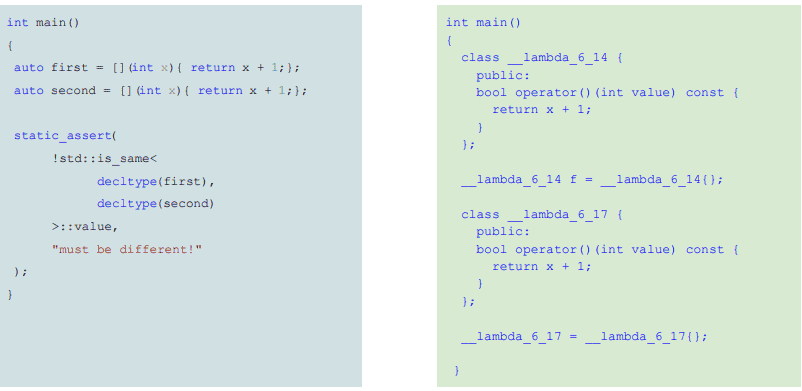 int main()
{
auto first = [](int x){ return x + 1;};
auto second = [](int x){ return x + 1;};
static_assert(
!std::is_same<
decltype(first),
decltype(second)
>::value,
"must be different!"
);
}
int main()
{
class __lambda_6_14 {
public:
bool operator()(int value) const {
return x + 1;
}
};
__lambda_6_14 f = __lambda_6_14{};
class __lambda_6_17 {
public:
bool operator()(int value) const {
return x + 1;
}
};
__lambda_6_17 = __lambda_6_17{};
}